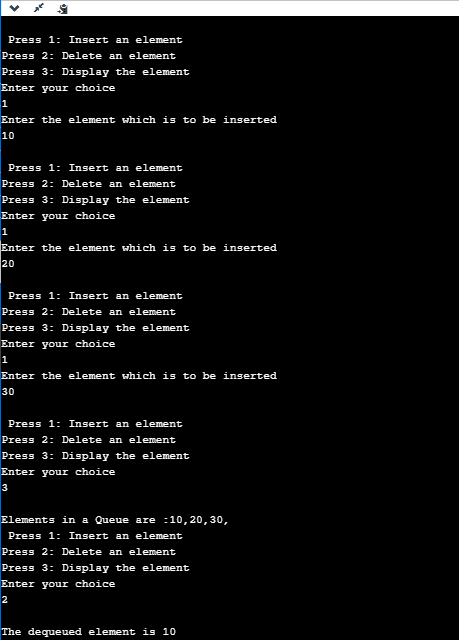 Press 1: Insert an element
Press 2: Delete an element
Press 3: Display the element
Enter your choice
1
Enter the element which is to be inserted
10
Press 1: Insert an element
Press 2: Delete an element
Press 3: Display the element
Enter your choice
1
Enter the element which is to be inserted
20
Press 1: Insert an element
Press 2: Delete an element
Press 3: Display the element
Enter your choice
1
Enter the element which is to be inserted
30
Press 1: Insert an element
Press 2: Delete an element
Press 3: Display the element
Enter your choice
3
Elements in a Queue are :10,20,30,
Press 1: Insert an element
Press 2: Delete an element
Press 3: Display the element
Enter your choice
2
The dequeued element is 10